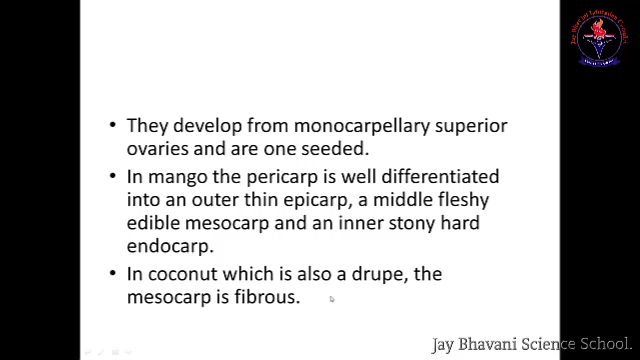 • They develop from monocarpellary superior
ovaries and are one seeded.
• In mango the pericarp is well differentiated
into an outer thin epicarp, a middle fleshy
edible mesocarp and an inner stony hard
endocarp.
• In coconut which is also a drupe, the
mesocarp is fibrous.
Jay Bhavani Science School.